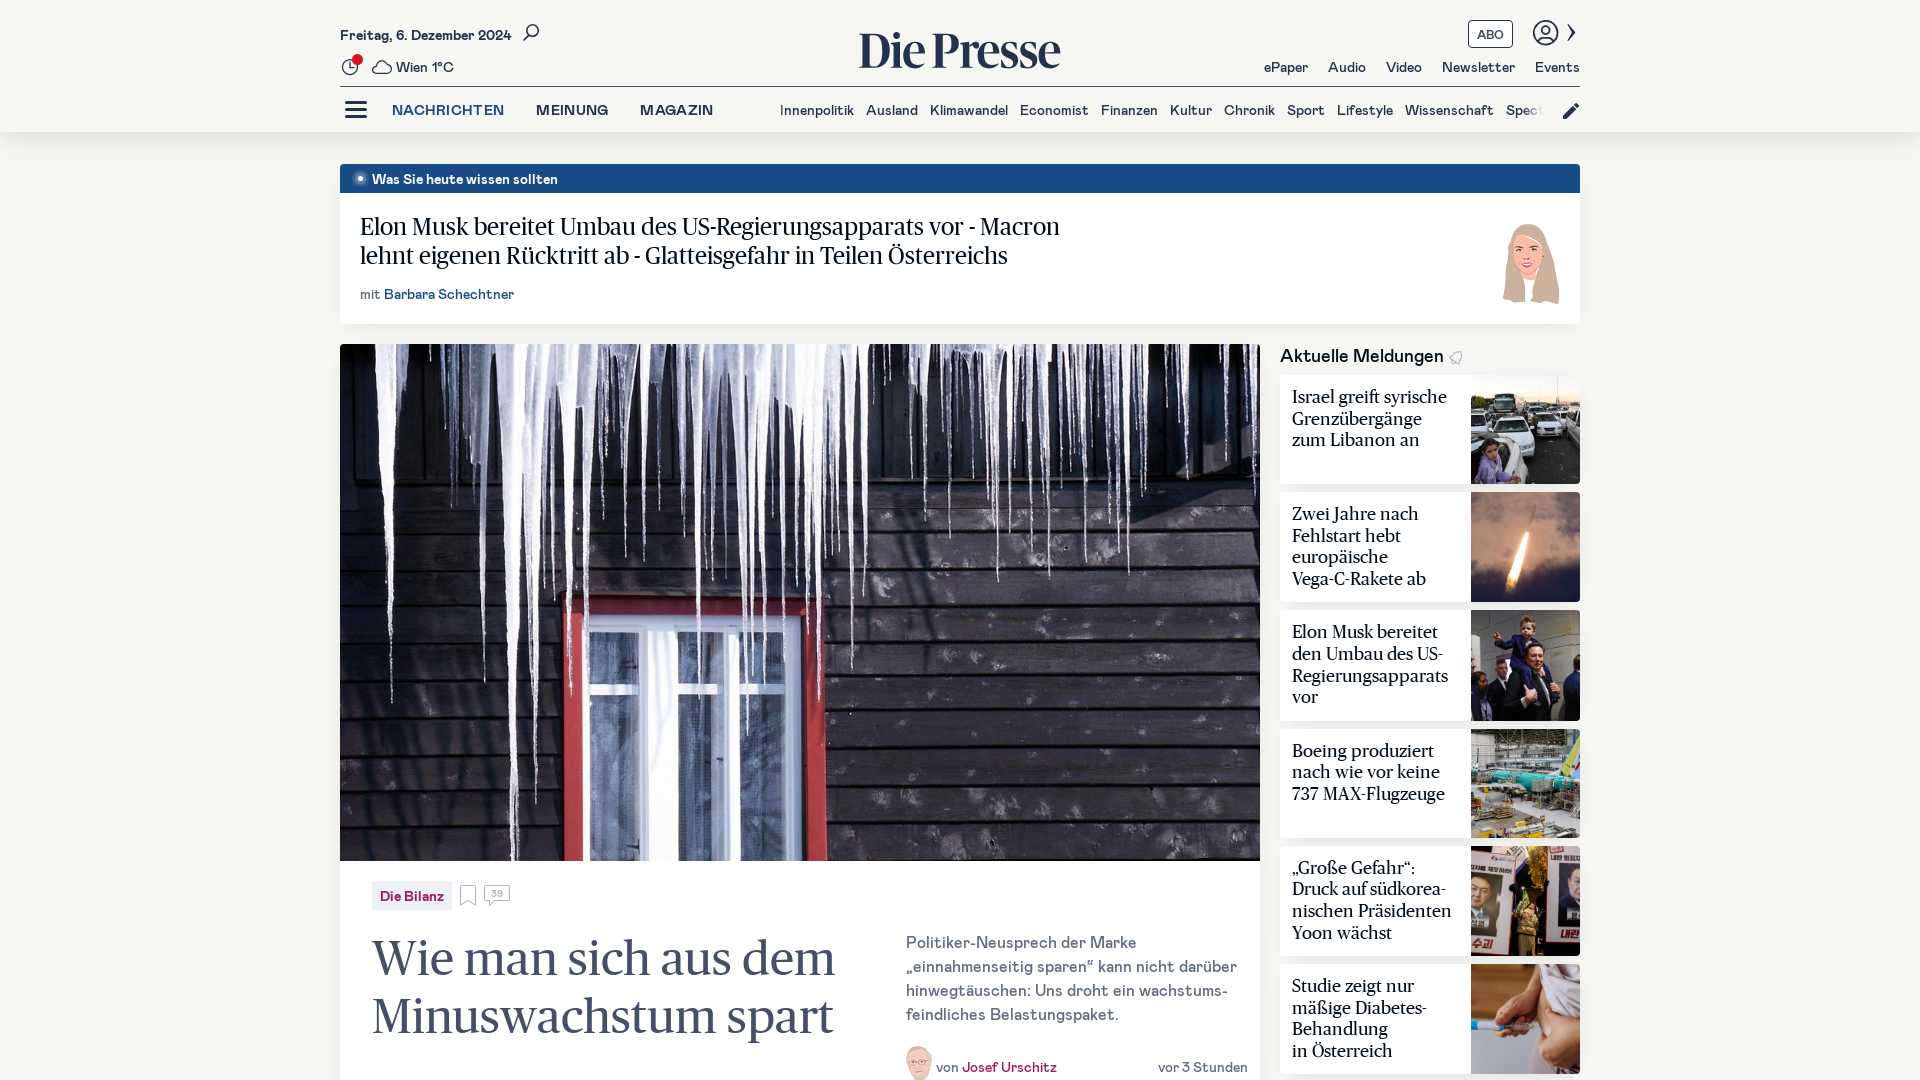 Freitag, 6. Dezember 2024
Wien 1°C
Die Presse
ABO
ePaper Audio Video Newsletter Events
NACHRICHTEN MEINUNG MAGAZIN
Innenpolitik Ausland Klimawandel Economist Finanzen Kultur Chronik Sport Lifestyle Wissenschaft Spect
Was Sie heute wissen sollten
Elon Musk bereitet Umbau des US-Regierungsapparats vor - Macron
lehnt eigenen Rücktritt ab - Glatteisgefahr in Teilen Österreichs
mit Barbara Schechtner
Die Bilanz
39
Wie man sich aus dem
Minuswachstum spart
Politiker-Neusprech der Marke
„einnahmenseitig sparen“ kann nicht darüber
hinwegtäuschen: Uns droht ein wachstums-
feindliches Belastungspaket.
von Josef Urschitz
vor 3 Stunden
Aktuelle Meldungen
Israel greift syrische
Grenzübergänge
zum Libanon an
Zwei Jahre nach
Fehlstart hebt
europäische
Vega-C-Rakete ab
Elon Musk bereitet
den Umbau des US-
Regierungsapparats
vor
Boeing produziert
nach wie vor keine
737 MAX-Flugzeuge
„Große Gefahr“:
Druck auf südkorea-
nischen Präsidenten
Yoon wächst
Studie zeigt nur
mäßige Diabetes-
Behandlung
in Österreich